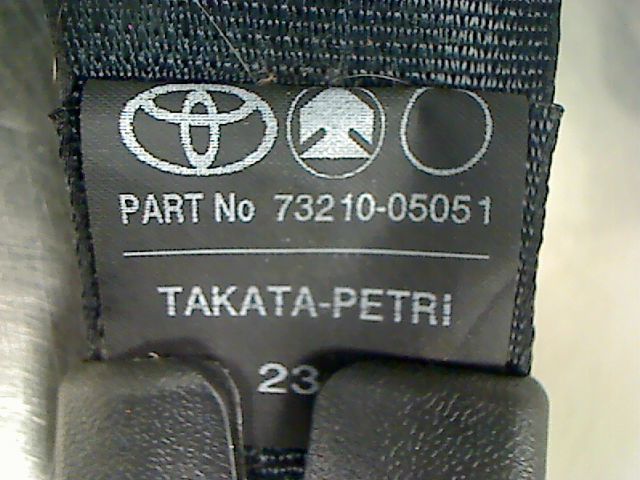 PART No 73210-05051
TAKATA-PETRi
23